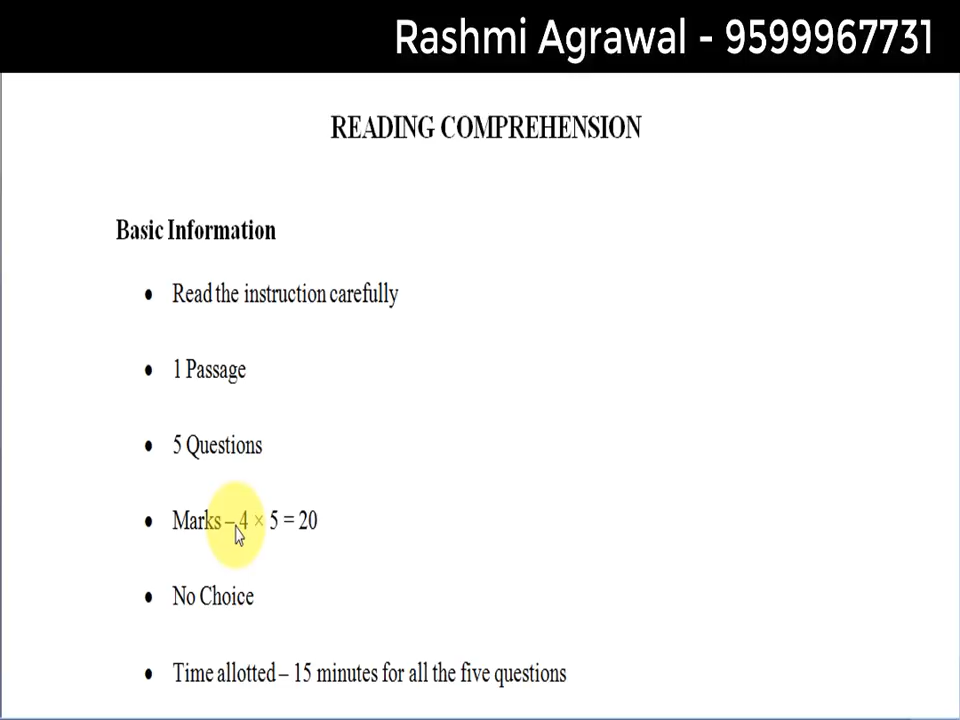 Rashmi Agrawal - 9599967731
READING COMPREHENSION
Basic Information
• Read the instruction carefully
• 1 Passage
• 5 Questions
• Marks – 4 × 5 = 20
• No Choice
• Time allotted – 15 minutes for all the five questions